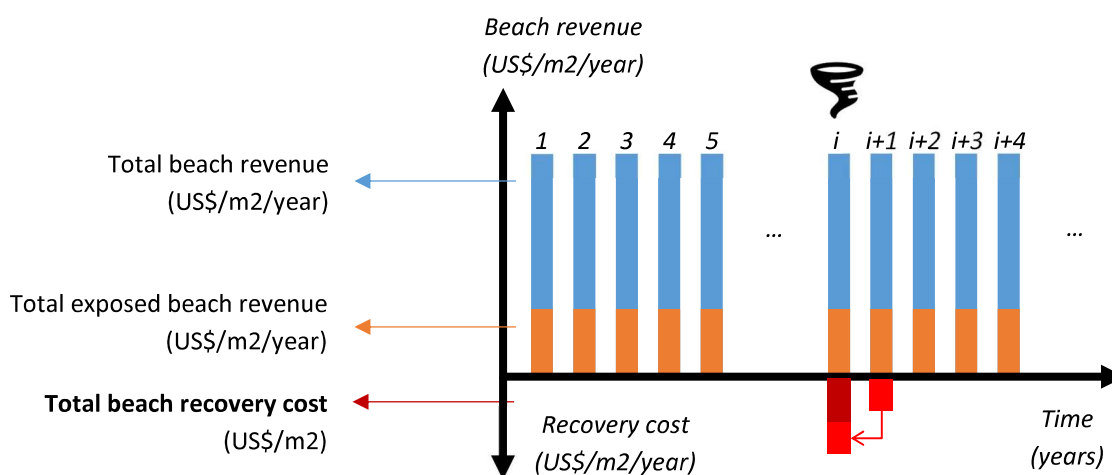 Beach revenue
(US$/m2/year)
1 2 3 4 5 i i+1 i+2 i+3 i+4
Total beach revenue
(US$/m2/year)
... ...
Total exposed beach revenue
(US$/m2/year)
Total beach recovery cost
(US$/m2)
Recovery cost
(US$/m2/year)
Time
(years)